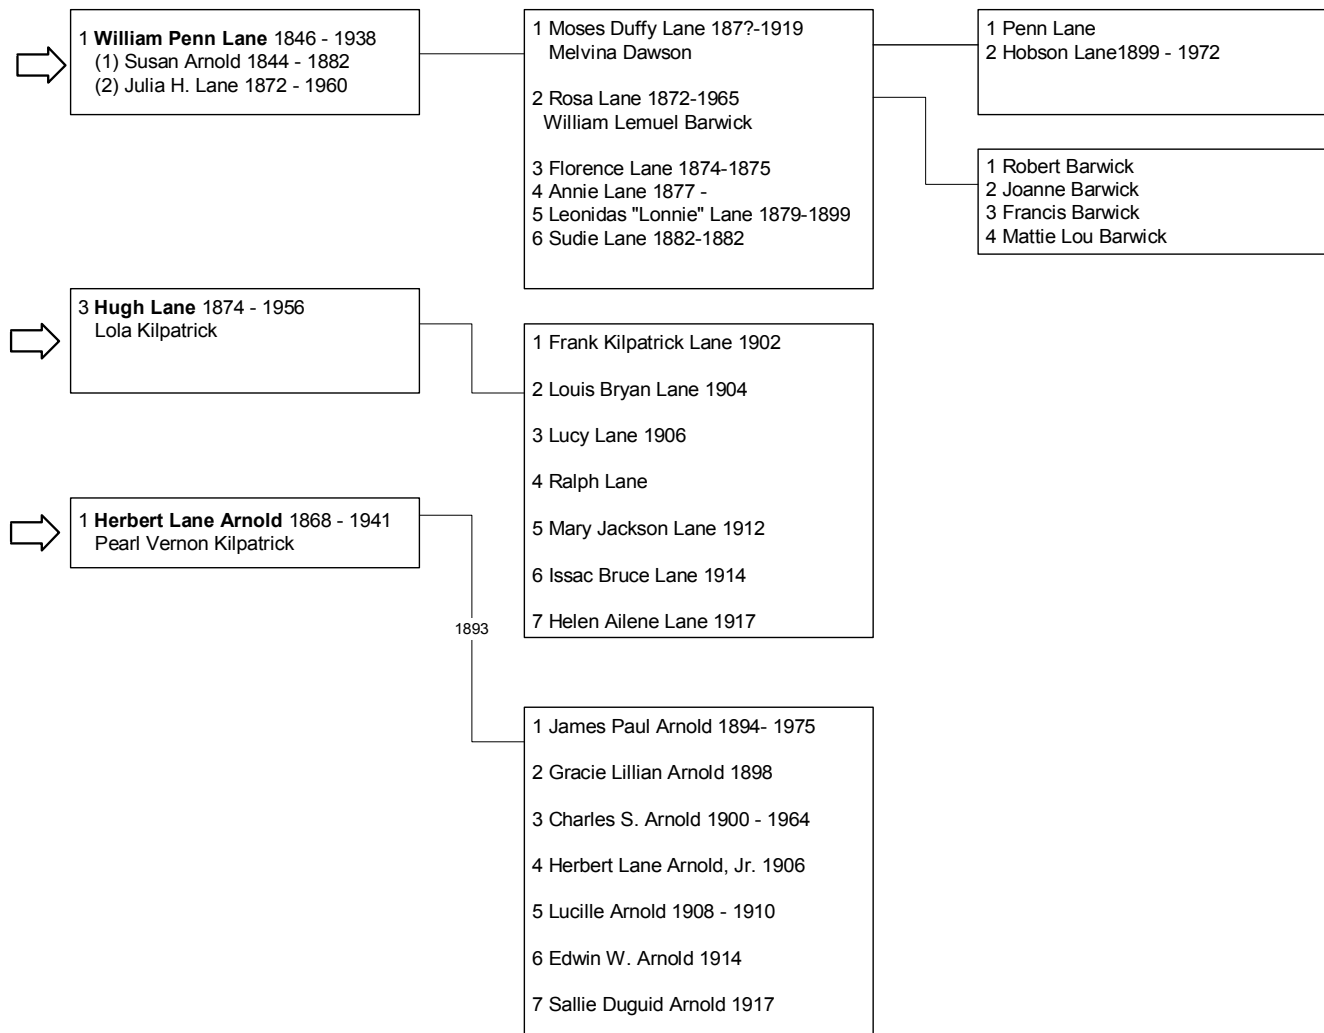 1 William Penn Lane 1846 - 1938
(1) Susan Arnold 1844 - 1882
(2) Julia H. Lane 1872 - 1960
1 Moses Duffy Lane 187?-1919
Melvina Dawson
2 Rosa Lane 1872-1965
William Lemuel Barwick
3 Florence Lane 1874-1875
4 Annie Lane 1877 -
5 Leonidas "Lonnie" Lane 1879-1899
6 Sudie Lane 1882-1882
1 Penn Lane
2 Hobson Lane1899 - 1972
1 Robert Barwick
2 Joanne Barwick
3 Francis Barwick
4 Mattie Lou Barwick
3 Hugh Lane 1874 - 1956
Lola Kilpatrick
1 Frank Kilpatrick Lane 1902
2 Louis Bryan Lane 1904
3 Lucy Lane 1906
4 Ralph Lane
5 Mary Jackson Lane 1912
6 Issac Bruce Lane 1914
7 Helen Ailene Lane 1917
1 Herbert Lane Arnold 1868 - 1941
Pearl Vernon Kilpatrick
1893
1 James Paul Arnold 1894- 1975
2 Gracie Lillian Arnold 1898
3 Charles S. Arnold 1900 - 1964
4 Herbert Lane Arnold, Jr. 1906
5 Lucille Arnold 1908 - 1910
6 Edwin W. Arnold 1914
7 Sallie Duguid Arnold 1917